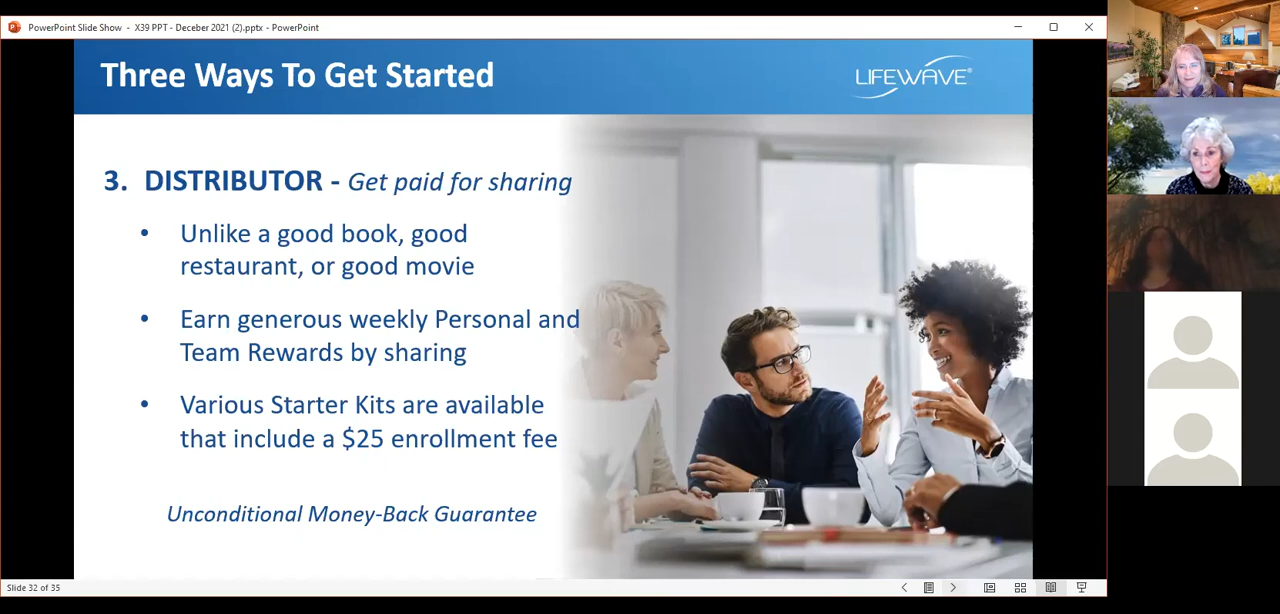 PowerPoint Slide Show - X39 PPT - Deceber 2021 (2).pptx - PowerPoint
Three Ways To Get Started
LIFEWAVE®
3. DISTRIBUTOR - Get paid for sharing
• Unlike a good book, good
restaurant, or good movie
• Earn generous weekly Personal and
Team Rewards by sharing
• Various Starter Kits are available
that include a $25 enrollment fee
Unconditional Money-Back Guarantee
Slide 32 of 35